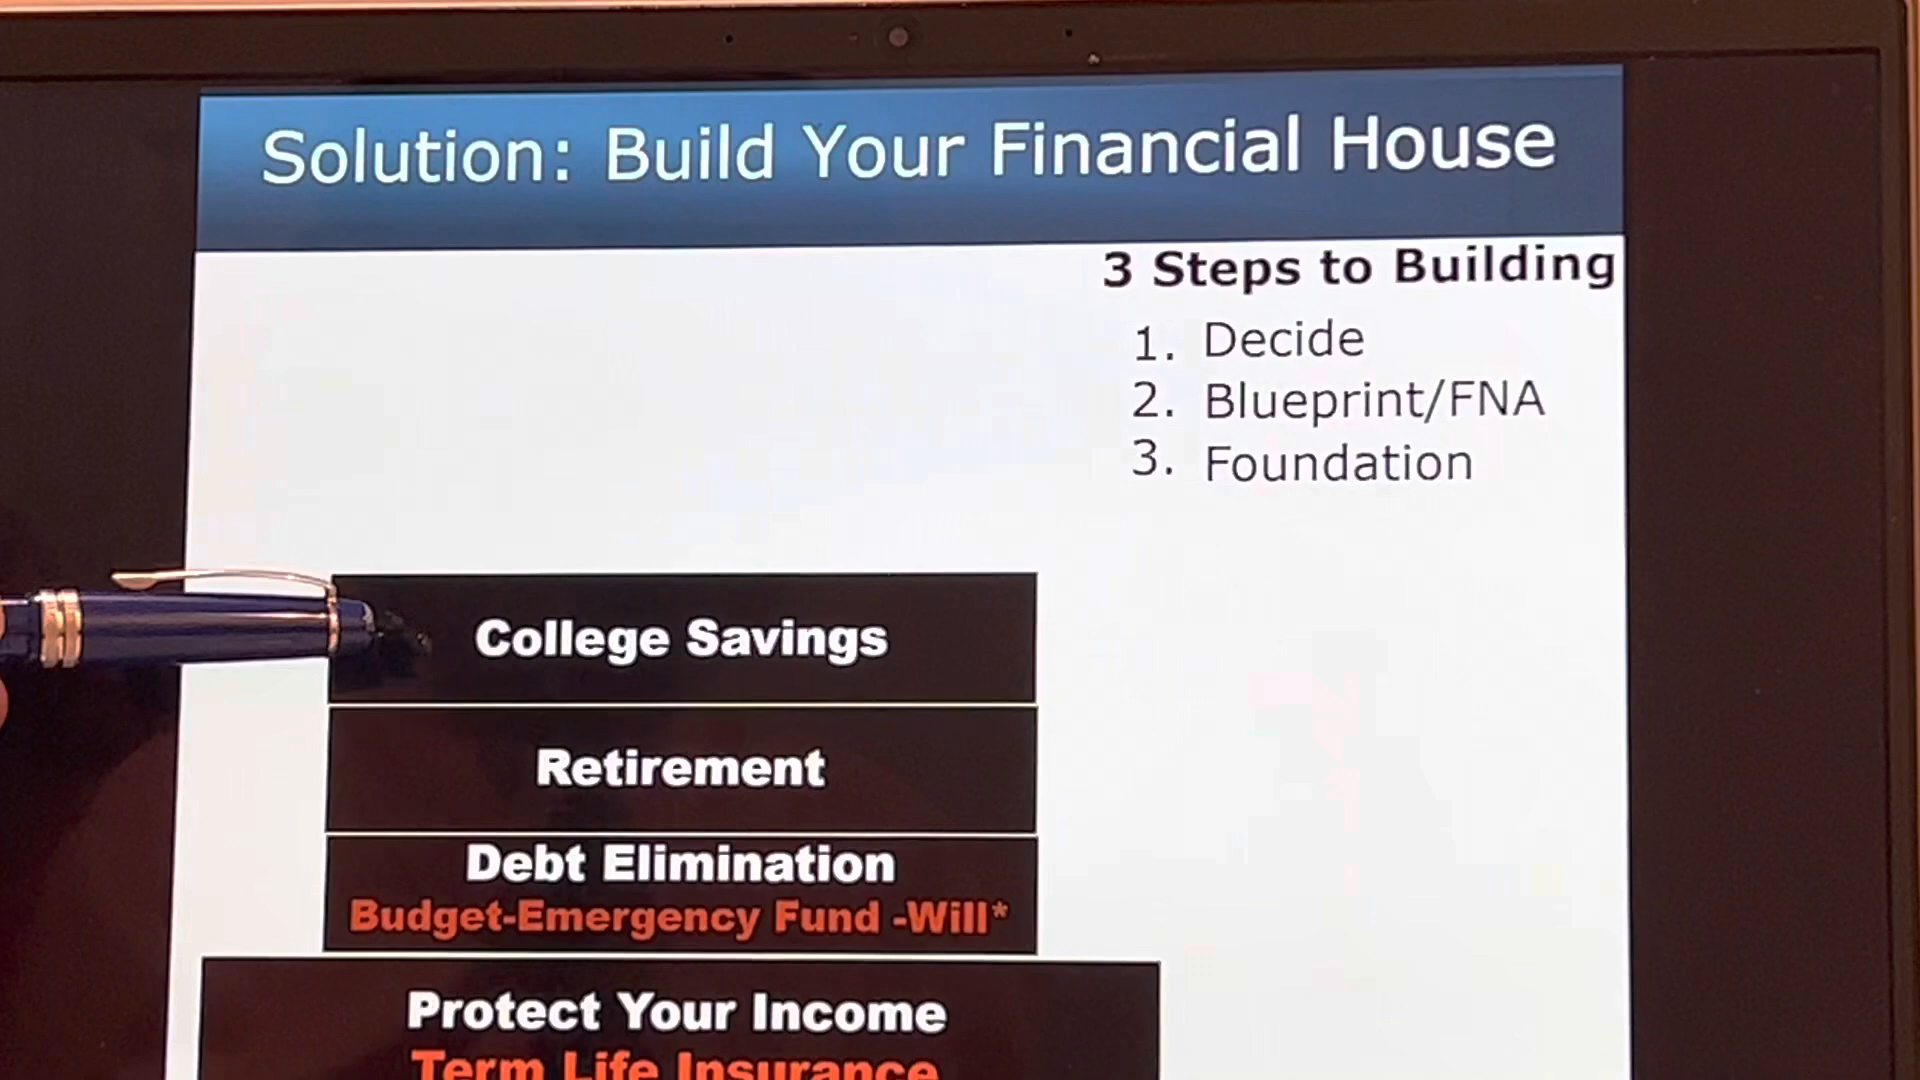 Solution: Build Your Financial House
3 Steps to Building
1. Decide
2. Blueprint/FNA
3. Foundation
College Savings
Retirement
Debt Elimination
Budget-Emergency Fund -Will*
Protect Your Income
Term Life Insurance